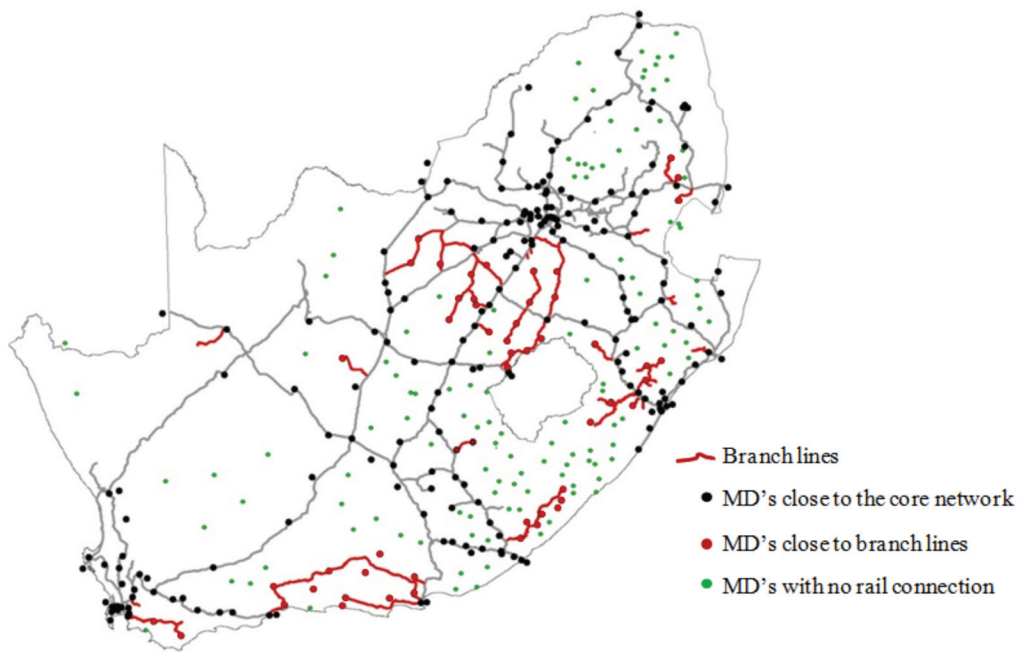 Branch lines
MD's close to the core network
MD's close to branch lines
MD's with no rail connection